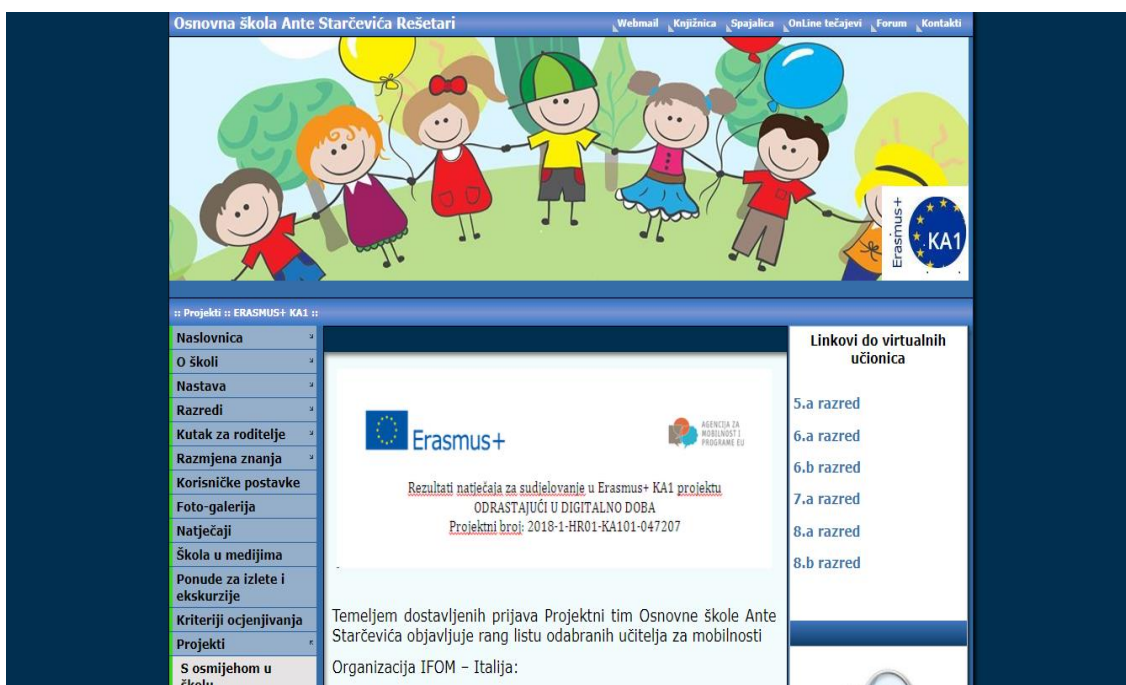 Osnovna škola Ante Starčevića Rešetari
Webmail Knjižnica Spajalica OnLine tečajevi Forum Kontakti
Erasmus+
KA1
:: Projekti :: ERASMUS+ KA1 ::
Naslovnica
O školi
Nastava
Razredi
Kutak za roditelje
Razmjena znanja
Korisničke postavke
Foto-galerija
Natječaji
Škola u medijima
Ponude za izlete i
ekskurzije
Kriteriji ocjenjivanja
Projekti
S osmijehom u
školu
Erasmus+
AGENCIJA ZA
MOBILNOST I
PROGRAME EU
Rezultati natječaja za sudjelovanje u Erasmus+ KA1 projektu
ODRASTAJUĆI U DIGITALNO DOBA
Projektni broj: 2018-1-HR01-KA101-047207
Temeljem dostavljenih prijava Projektni tim Osnovne škole Ante
Starčevića objavljuje rang listu odabranih učitelja za mobilnosti
Organizacija IFOM – Italija:
Linkovi do virtualnih
učionica
5.a razred
6.a razred
6.b razred
7.a razred
8.a razred
8.b razred